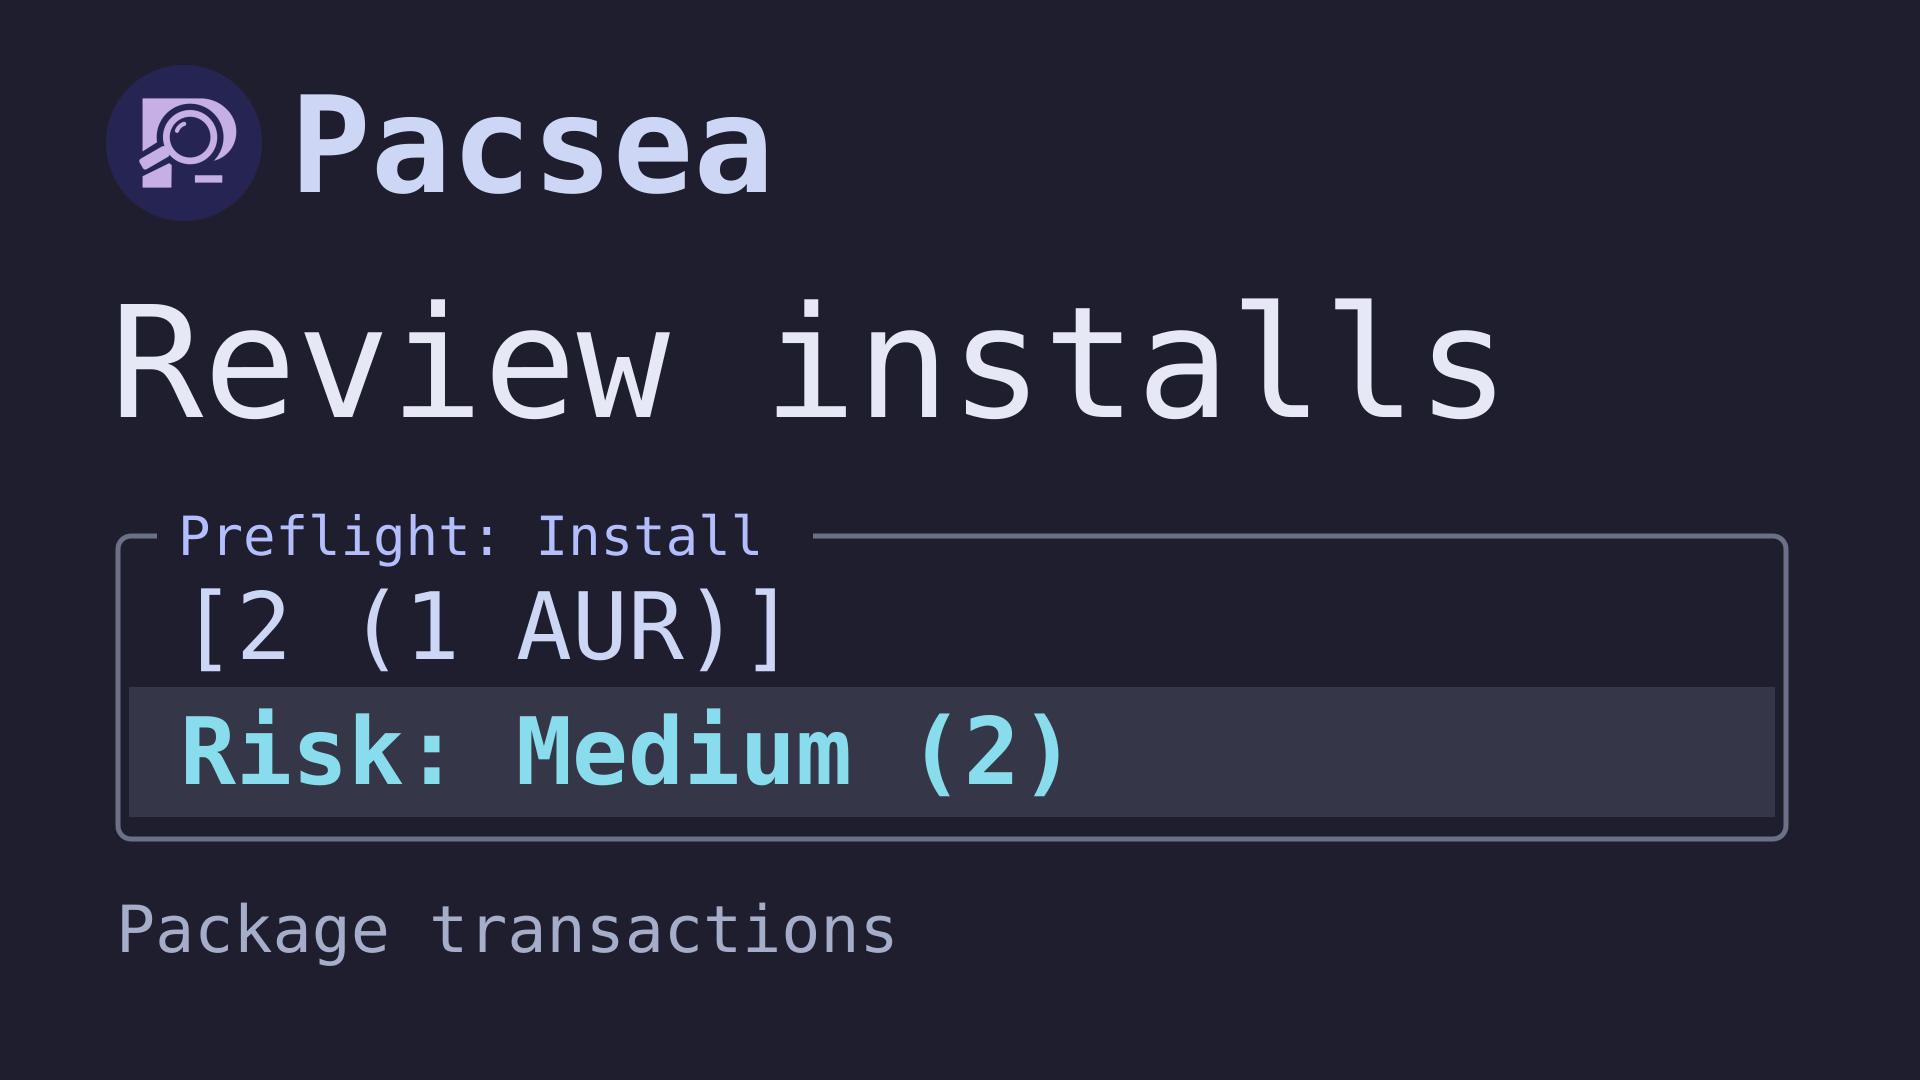 Pacsea
Review installs
Preflight: Install
[2 (1 AUR)]
Risk: Medium (2)
Package transactions